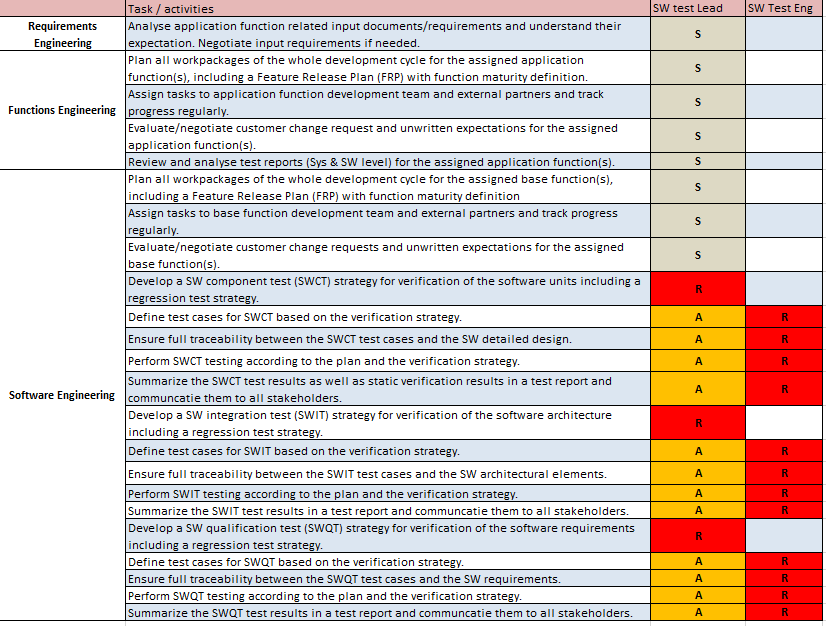 Task / activities SW test Lead SW Test Eng
Requirements
Engineering
Analyse application function related input documents/requirements and understand their
expectation. Negotiate input requirements if needed.
S
Functions Engineering
Plan all workpackages of the whole development cycle for the assigned application
function(s), including a Feature Release Plan (FRP) with function maturity definition.
S
Assign tasks to application function development team and external partners and track
progress regularly.
S
Evaluate/negotiate customer change request and unwritten expectations for the assigned
application function(s).
S
Review and analyse test reports (Sys & SW level) for the assigned application function(s). S
Software Engineering
Plan all workpackages of the whole development cycle for the assigned base function(s),
including a Feature Release Plan (FRP) with function maturity definition
S
Assign tasks to base function development team and external partners and track progress
regularly.
S
Evaluate/negotiate customer change requests and unwritten expectations for the assigned
base function(s).
S
Develop a SW component test (SWCT) strategy for verification of the software units including a
regression test strategy.
R
Define test cases for SWCT based on the verification strategy. A R
Ensure full traceability between the SWCT test cases and the SW detailed design. A R
Perform SWCT testing according to the plan and the verification strategy. A R
Summarize the SWCT test results as well as static verification results in a test report and
communcatie them to all stakeholders.
A R
Develop a SW integration test (SWIT) strategy for verification of the software architecture
including a regression test strategy.
R
Define test cases for SWIT based on the verification strategy. A R
Ensure full traceability between the SWIT test cases and the SW architectural elements. A R
Perform SWIT testing according to the plan and the verification strategy. A R
Summarize the SWIT test results in a test report and communcatie them to all stakeholders. A R
Develop a SW qualification test (SWQT) strategy for verification of the software requirements
including a regression test strategy.
R
Define test cases for SWQT based on the verification strategy. A R
Ensure full traceability between the SWQT test cases and the SW requirements. A R
Perform SWQT testing according to the plan and the verification strategy. A R
Summarize the SWQT test results in a test report and communcatie them to all stakeholders. A R